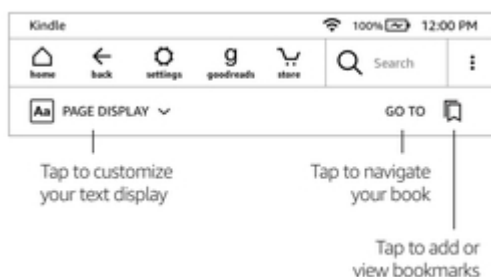 Kindle 100% 12:00 PM
home back settings goodreads store Search
Aa PAGE DISPLAY GO TO
Tap to customize
your text display
Tap to navigate
your book
Tap to add or
view bookmarks